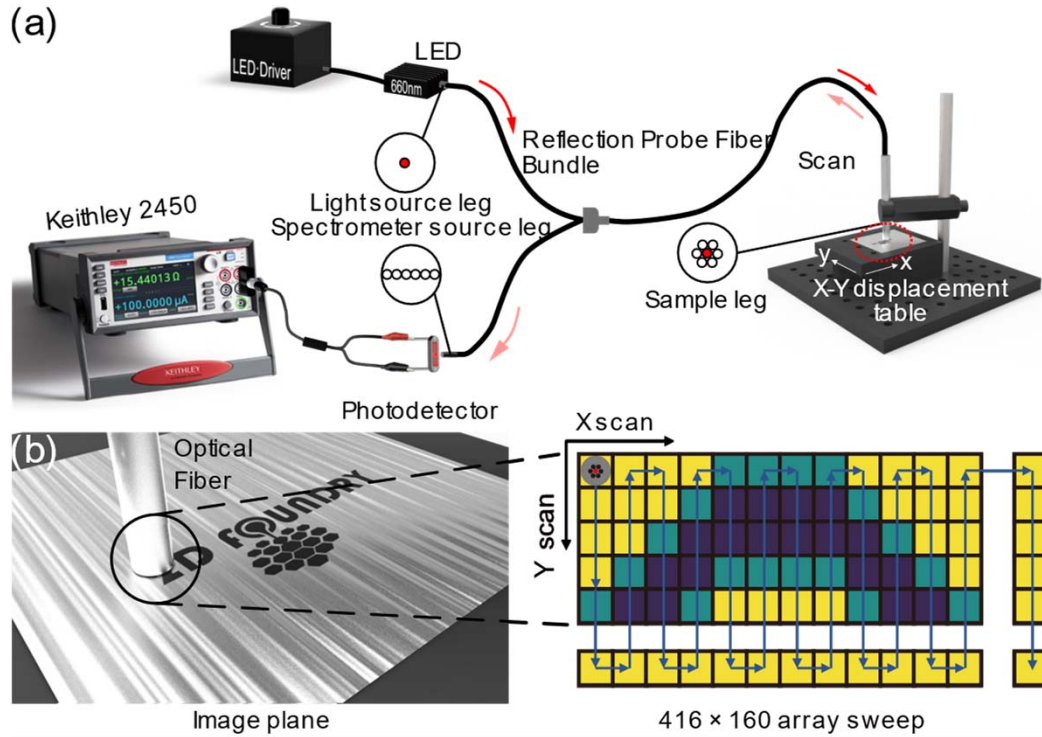 (a)
LED-Driver
LED
660nm
Reflection Probe Fiber
Bundle
Scan
Light source leg
Spectrometer source leg
Keithley 2450
+15.44013 Ω
+100.0000 µA
KEITHLEY
Sample leg
y
x
X-Y displacement
table
Photodetector
(b)
Optical
Fiber
2D FOUNDRY
X scan
Y scan
Image plane
416 × 160 array sweep